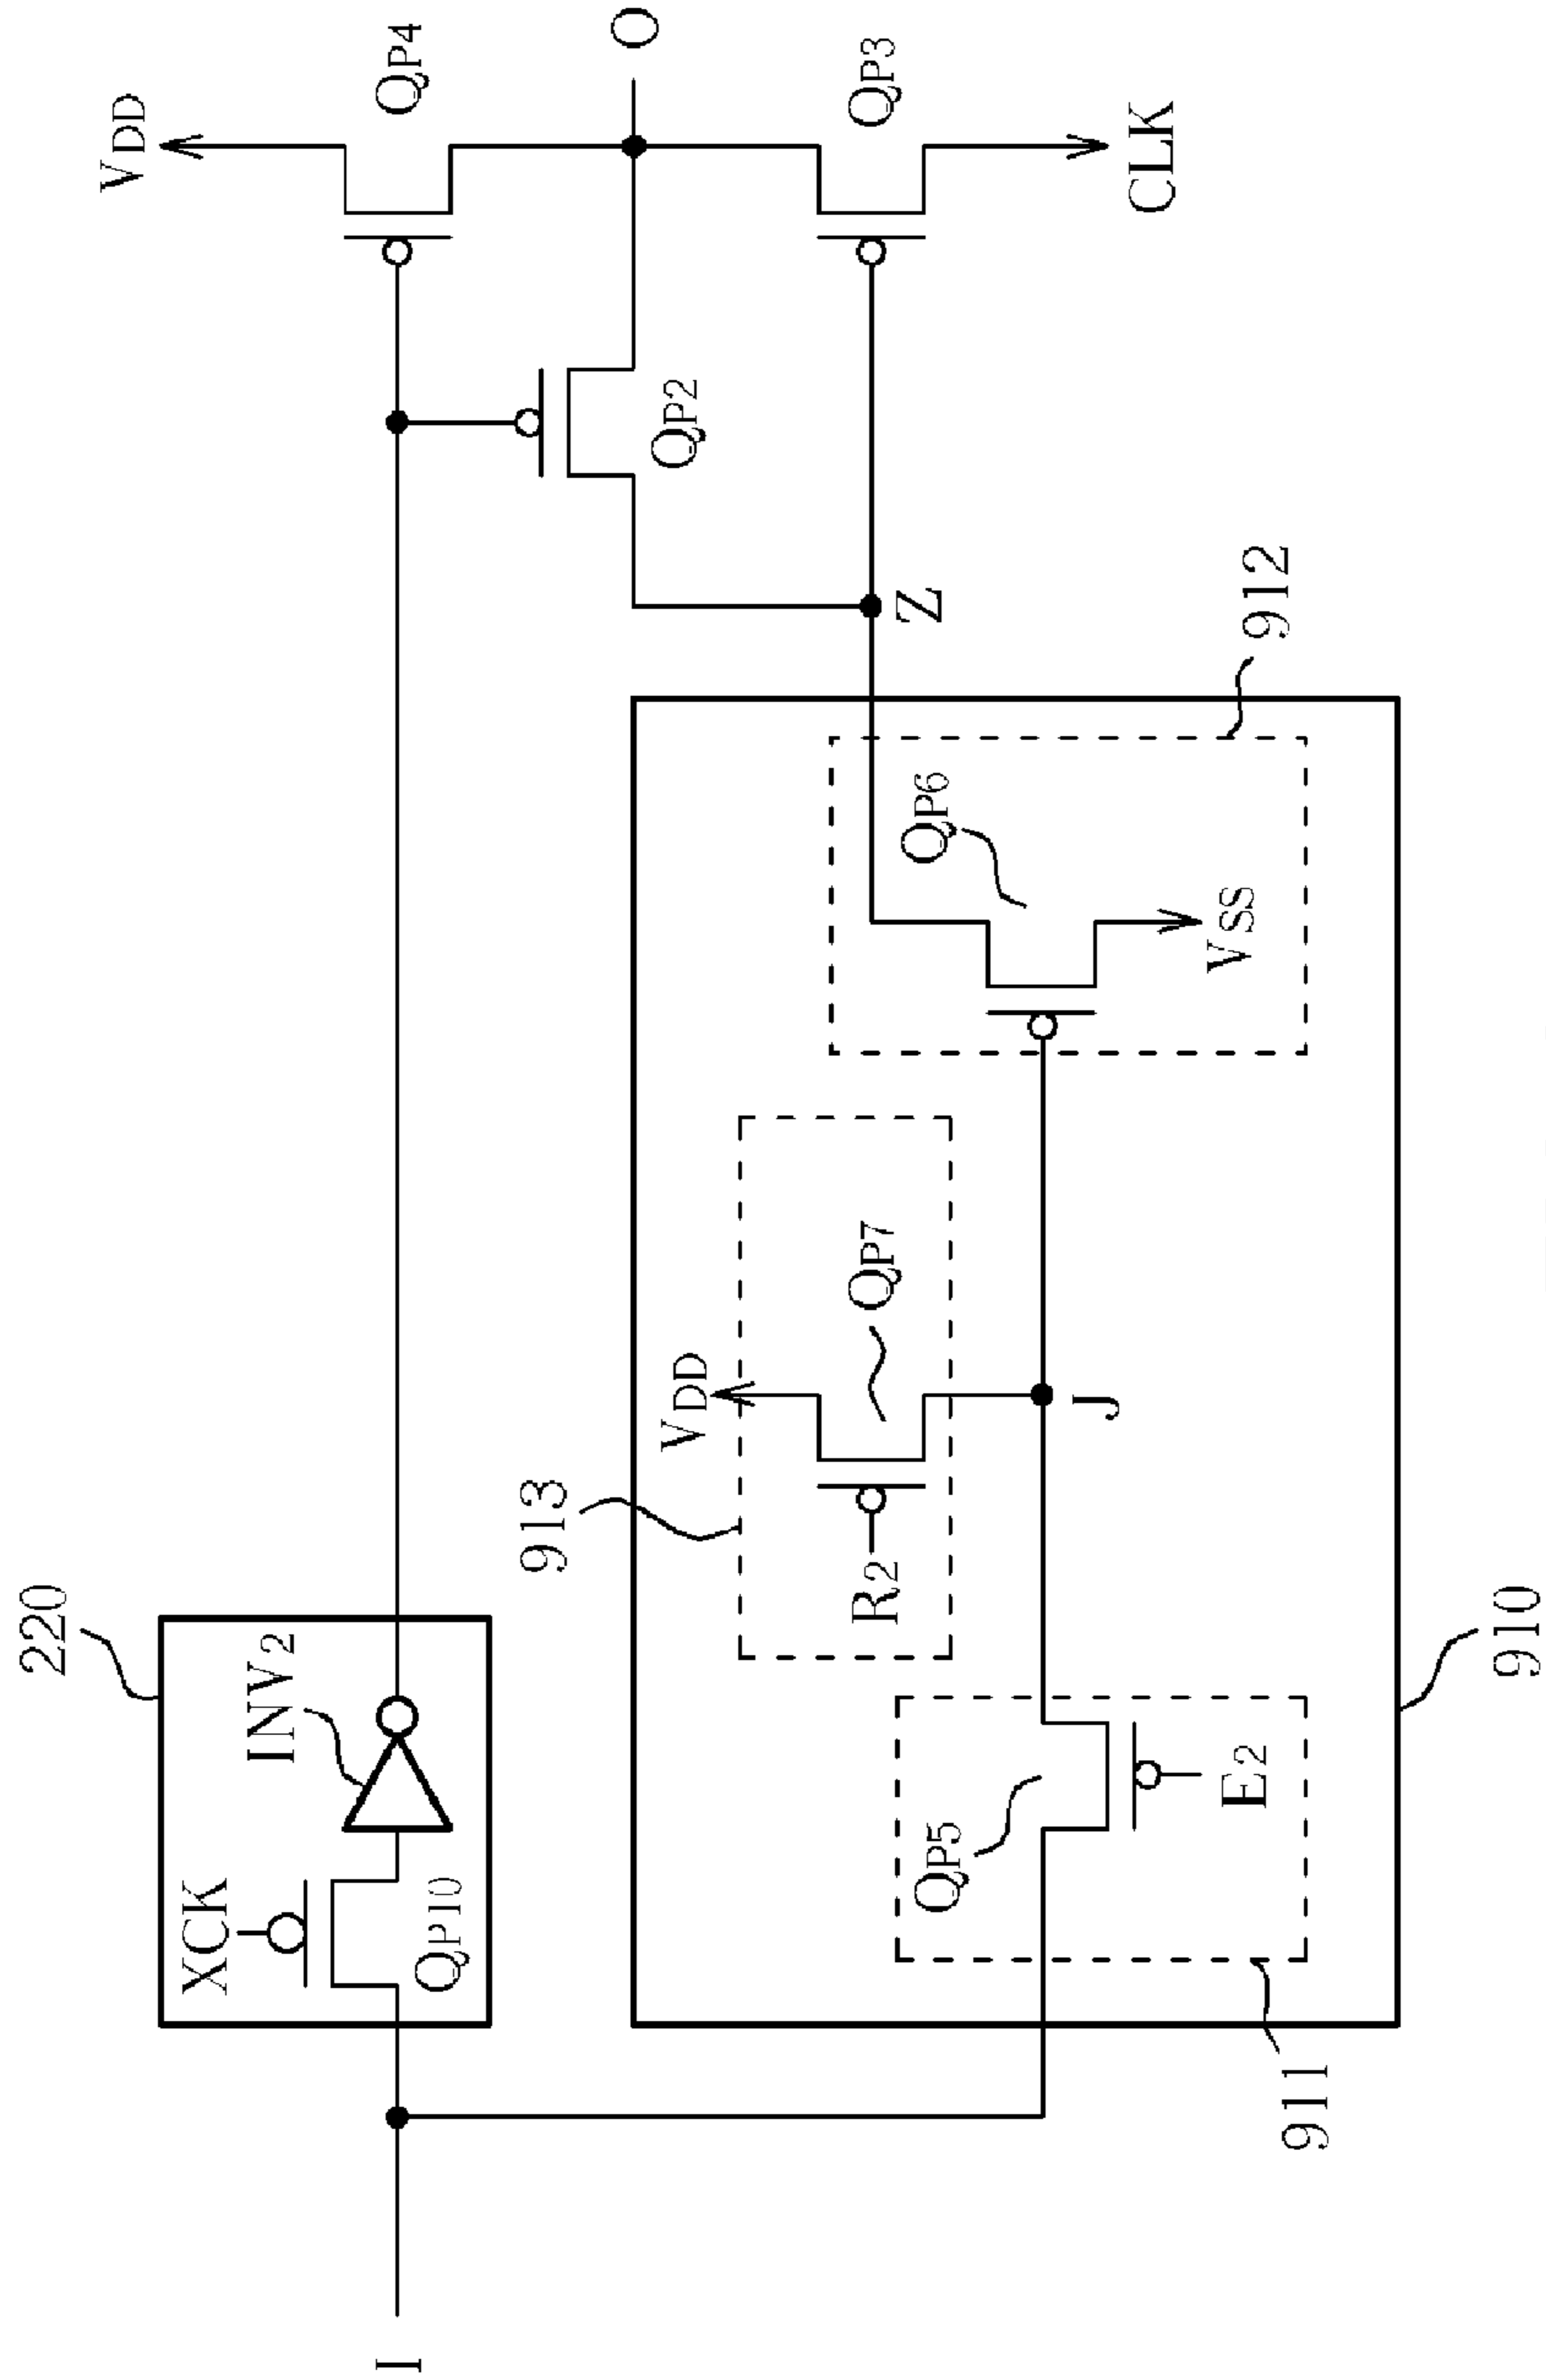 VDD
QP4
O
QP3
CLK
QP2
Z
912
QP6
VSS
VDD
QP7
913
R2
J
220
INV2
XCK
QP10
QP5
E2
910
911
I